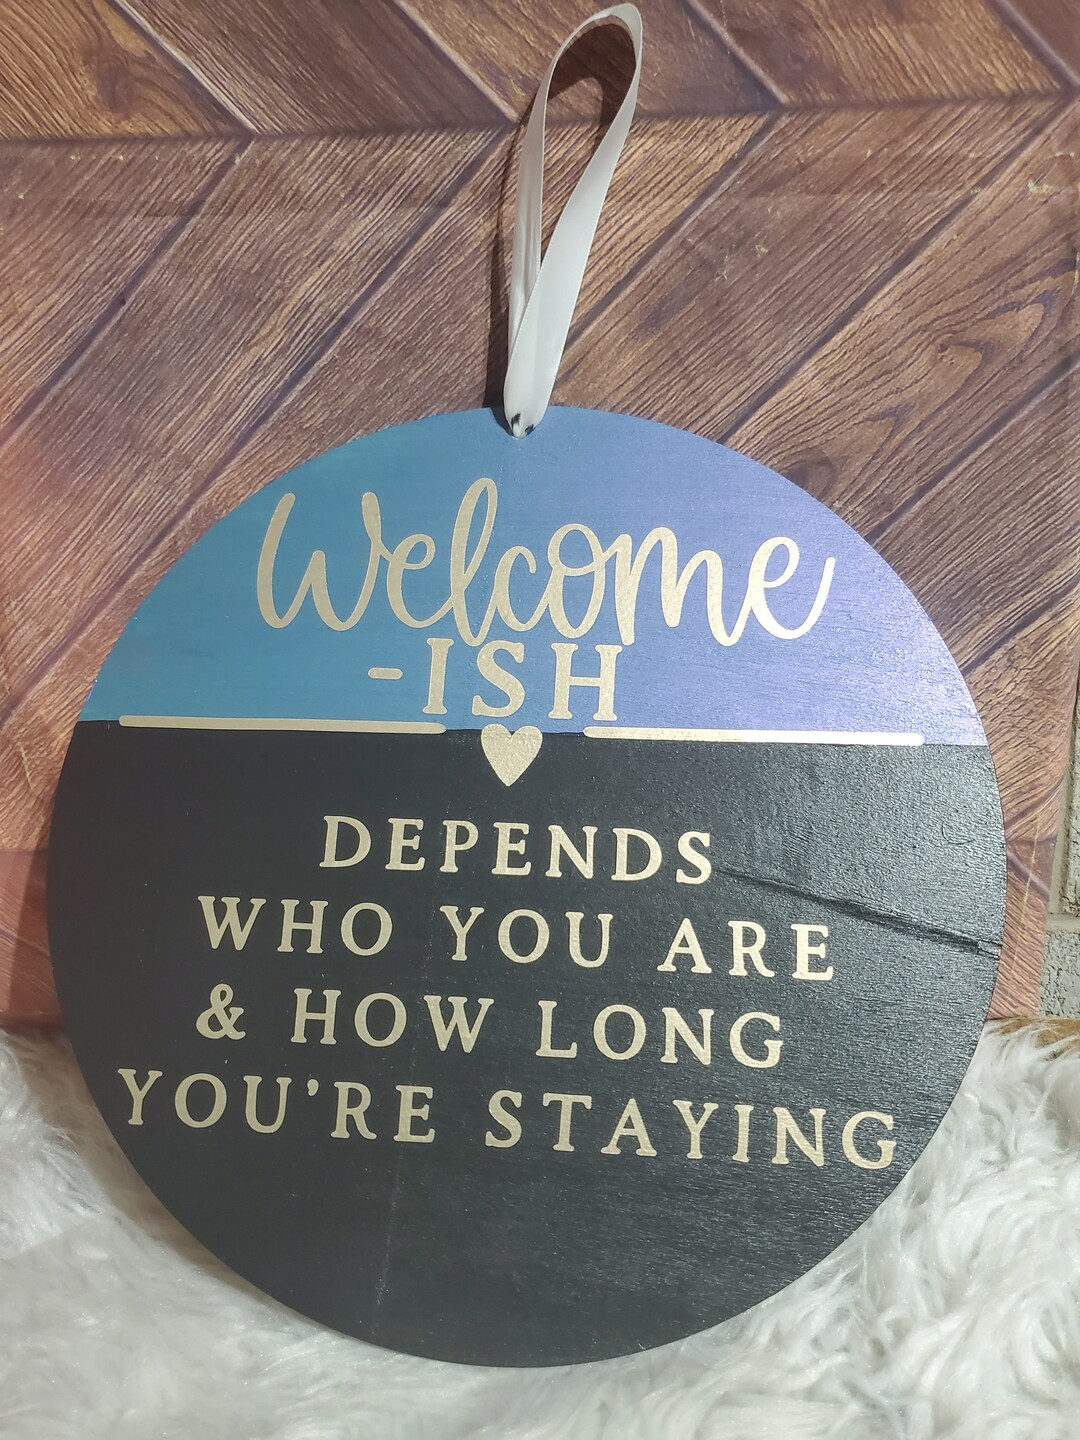 Welcome
-ISH
DEPENDS
WHO YOU ARE
& HOW LONG
YOU'RE STAYING